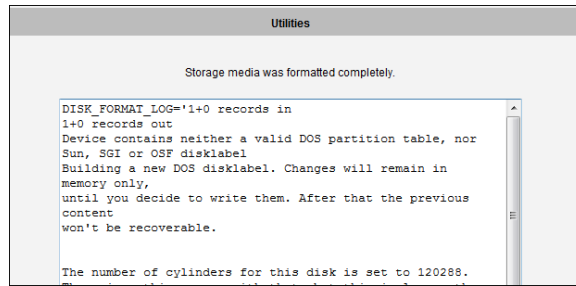 Utilities
Storage media was formatted completely.
DISK_FORMAT_LOG='1+0 records in
1+0 records out
Device contains neither a valid DOS partition table, nor
Sun, SGI or OSF disklabel
Building a new DOS disklabel. Changes will remain in
memory only,
until you decide to write them. After that the previous
content
won't be recoverable.
The number of cylinders for this disk is set to 120288.